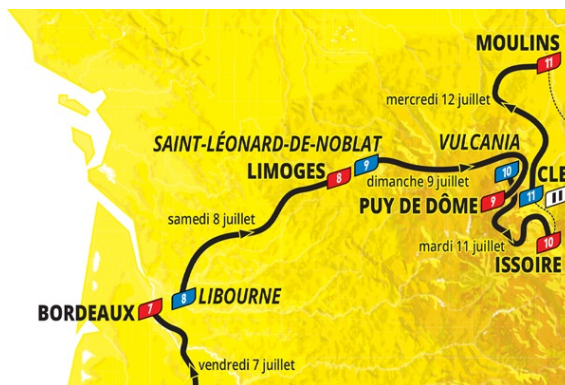 MOULINS 11
mercredi 12 juillet
SAINT-LÉONARD-DE-NOBLAT
VULCANIA
9
10
CLE
LIMOGES 8
dimanche 9 juillet
11
PUY DE DÔME 9
samedi 8 juillet
mardi 11 juillet
10
ISSOIRE
8 LIBOURNE
BORDEAUX 7
vendredi 7 juillet